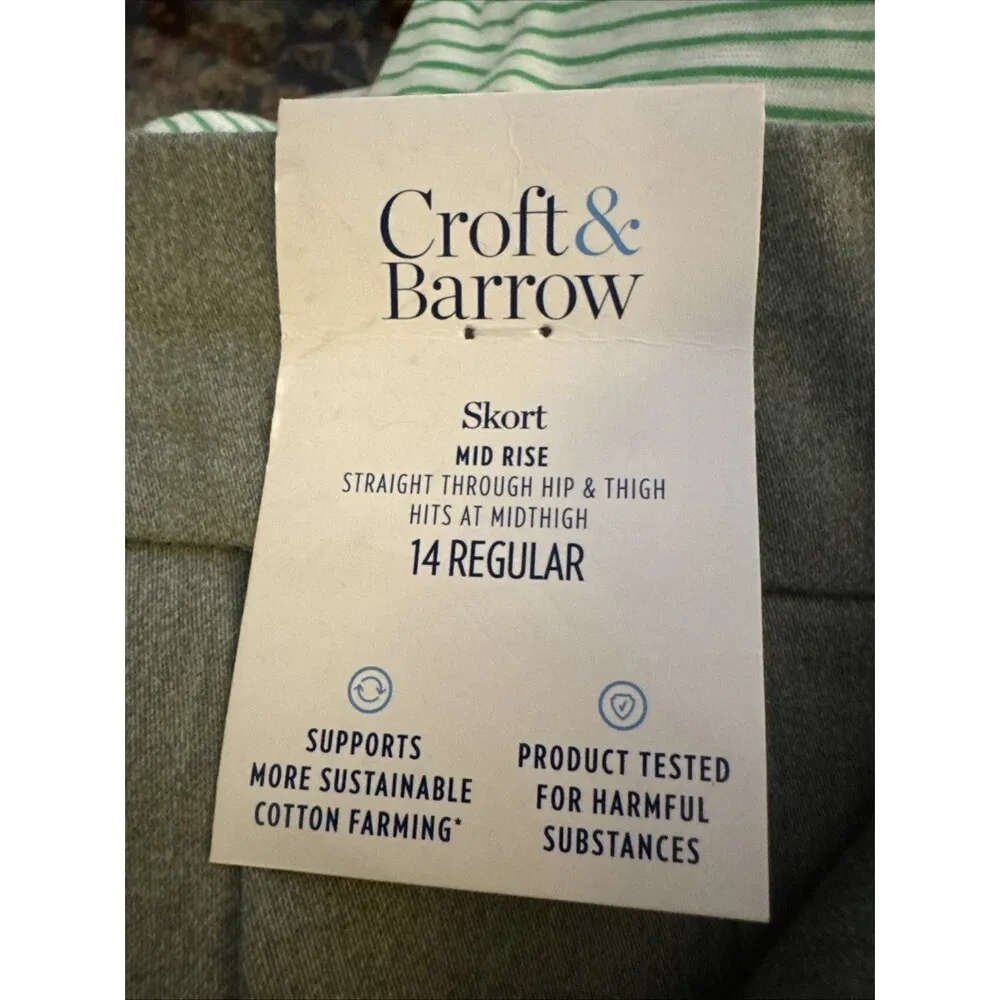 Croft &
Barrow
Skort
MID RISE
STRAIGHT THROUGH HIP & THIGH
HITS AT MIDTHIGH
14 REGULAR
SUPPORTS
MORE SUSTAINABLE
COTTON FARMING*
PRODUCT TESTED
FOR HARMFUL
SUBSTANCES